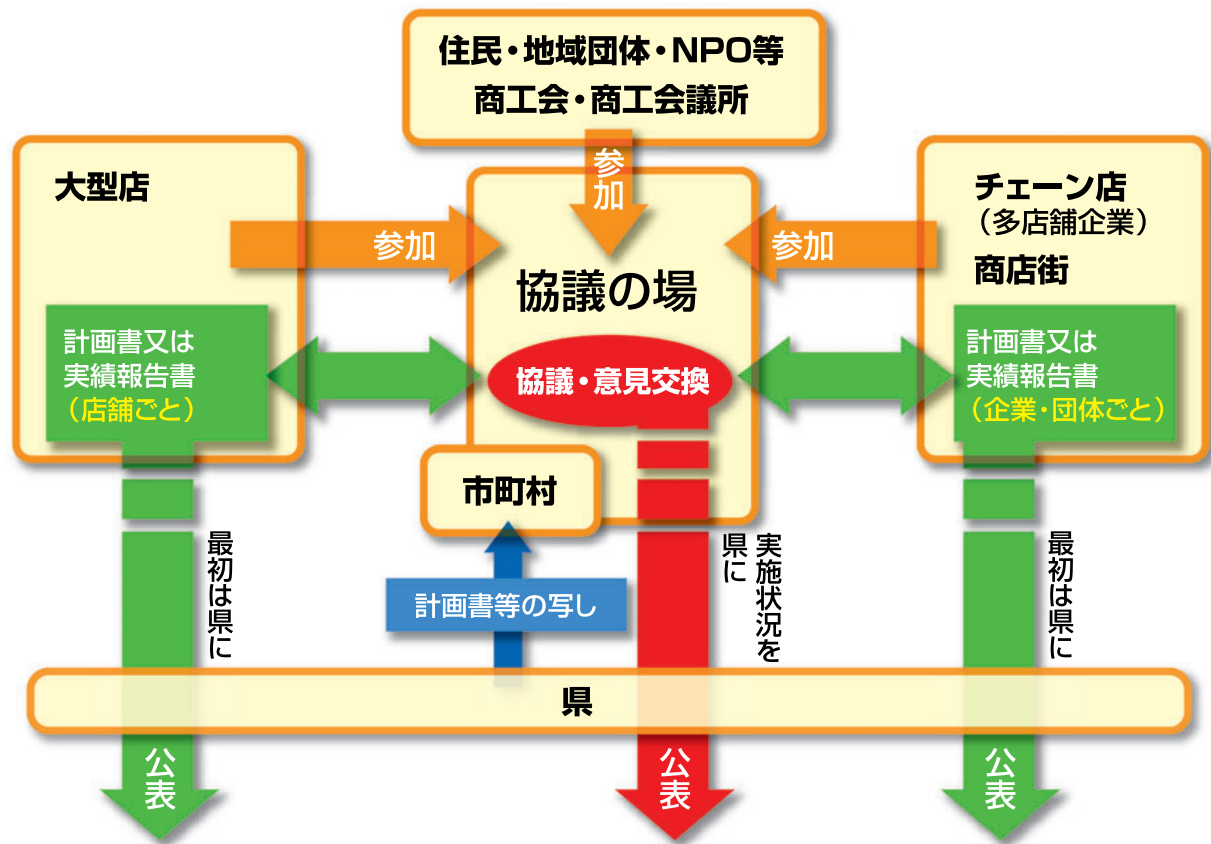 住民・地域団体・NPO等
商工会・商工会議所
参加
大型店
参加
計画書又は
実績報告書
（店舗ごと）
協議の場
協議・意見交換
チェーン店
（多店舗企業）
商店街
参加
計画書又は
実績報告書
（企業・団体ごと）
市町村
計画書等の写し
最初は県に
実施状況を
県に
最初は県に
県
公表
公表
公表